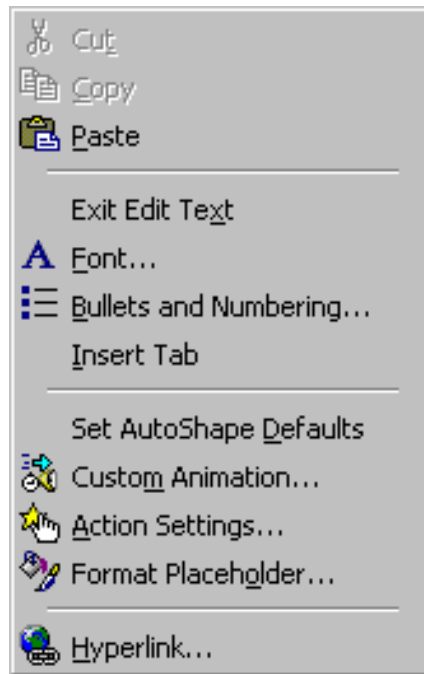 Cut
Copy
Paste
Exit Edit Text
Font...
Bullets and Numbering...
Insert Tab
Set AutoShape Defaults
Custom Animation...
Action Settings...
Format Placeholder...
Hyperlink...